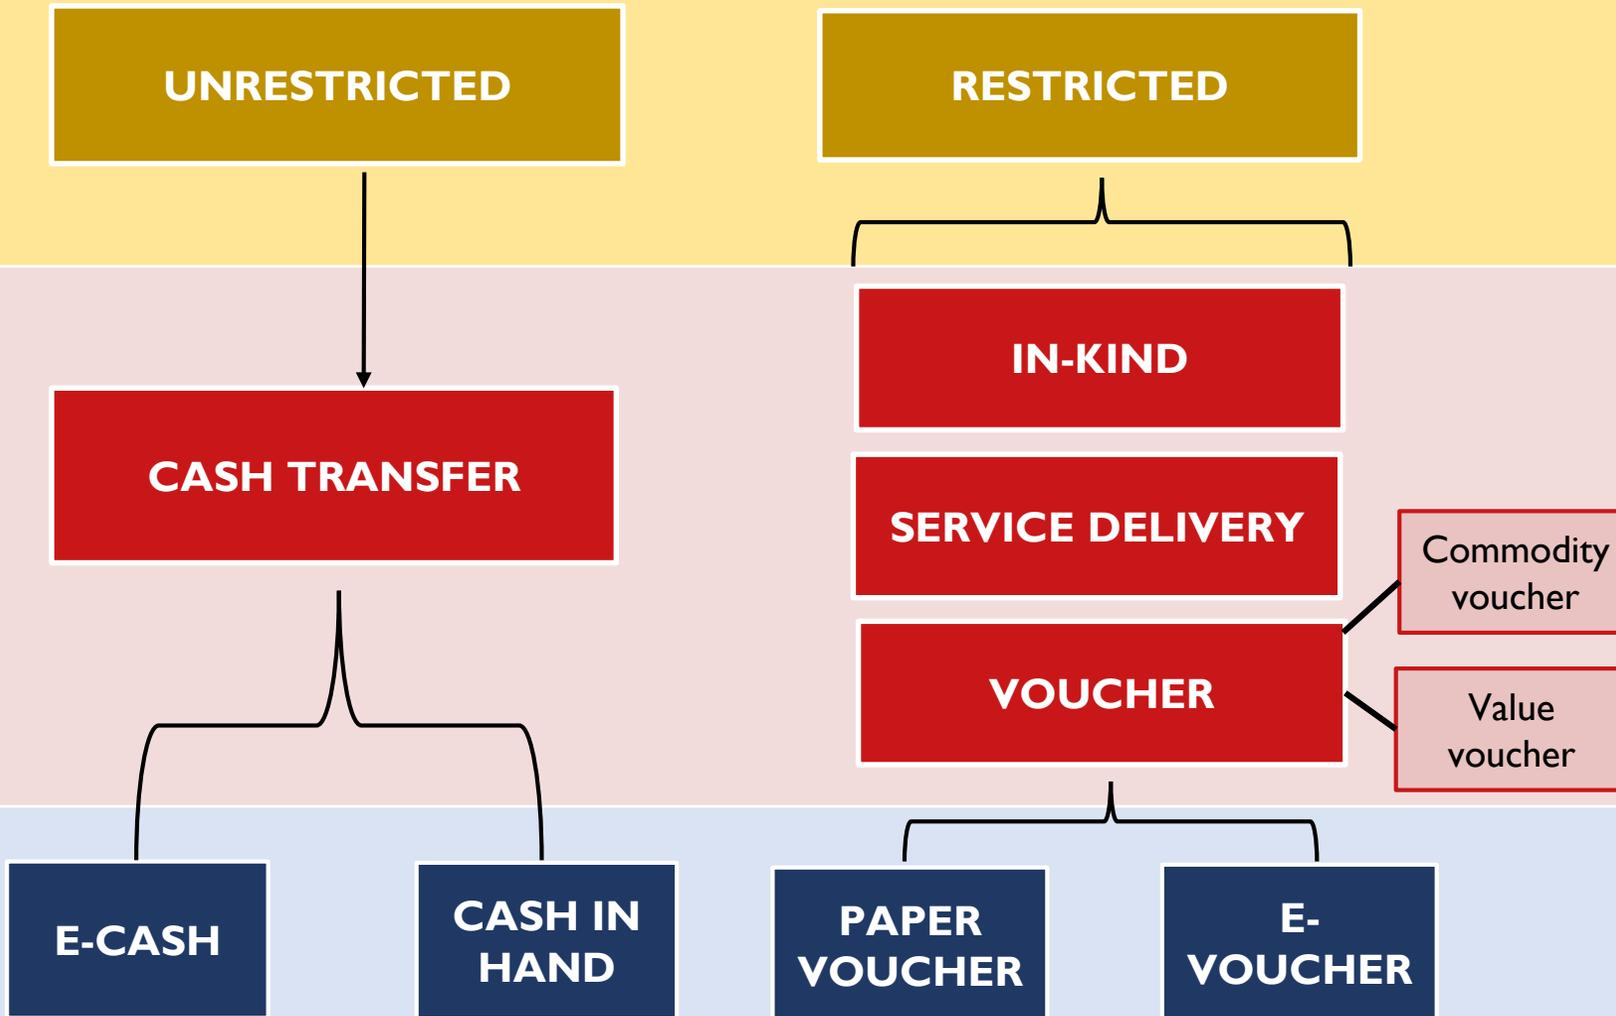 UNRESTRICTED
RESTRICTED
IN-KIND
CASH TRANSFER
SERVICE DELIVERY
Commodity
voucher
VOUCHER
Value
voucher
E-CASH
CASH IN
HAND
PAPER
VOUCHER
E-
VOUCHER